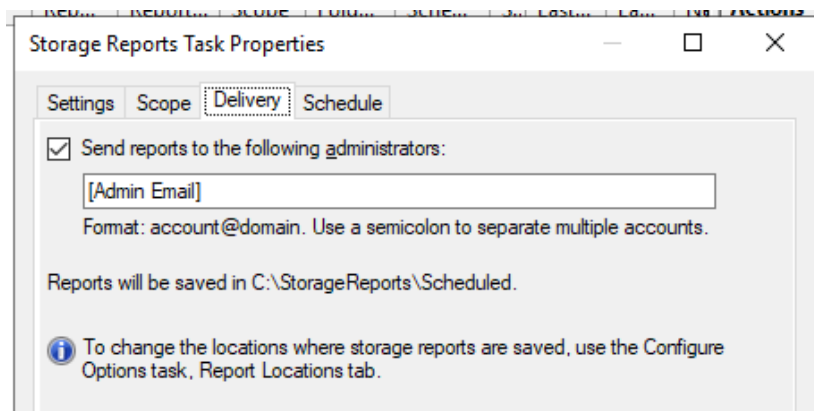 Storage Reports Task Properties
Settings Scope Delivery Schedule
Send reports to the following administrators:
[Admin Email]
Format: account@domain. Use a semicolon to separate multiple accounts.
Reports will be saved in C:\StorageReports\Scheduled.
To change the locations where storage reports are saved, use the Configure
Options task, Report Locations tab.